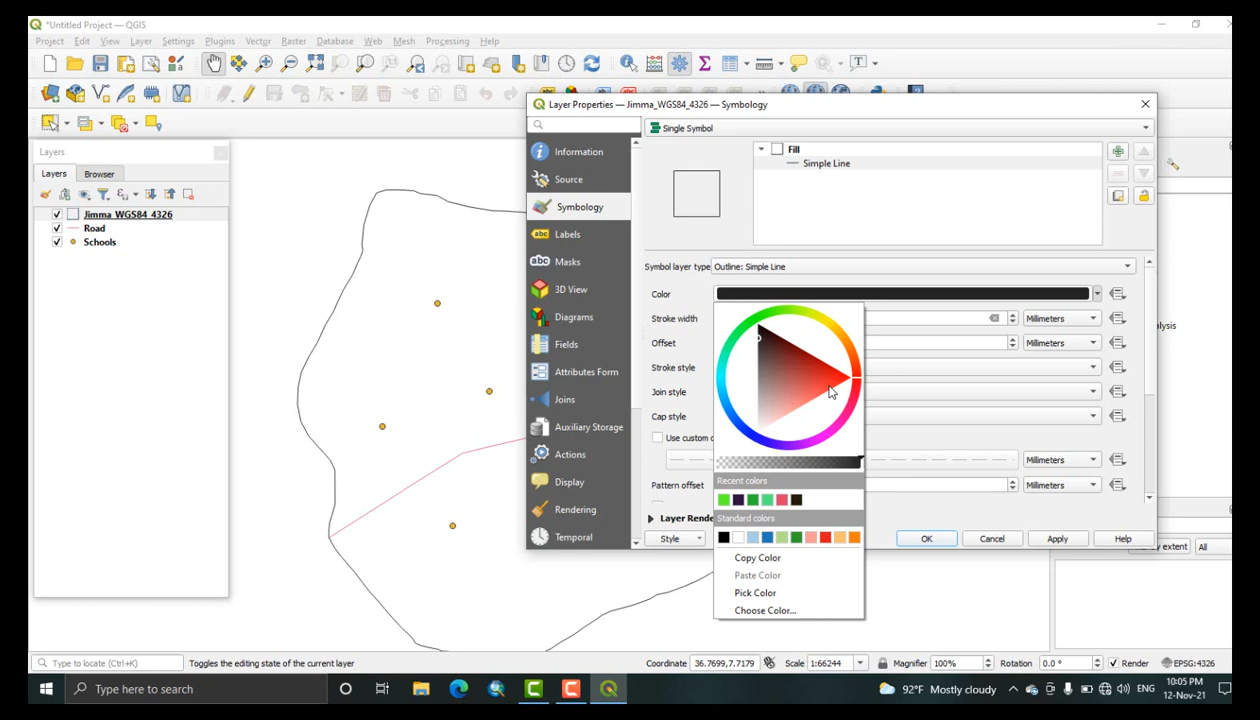 *Untitled Project — QGIS
Project Edit View Layer Settings Plugins Vector Raster Database Web Mesh Processing Help
Layer Properties — Jimma_WGS84_4326 — Symbology
Layers
Layers Browser
Jimma_WGS84_4326
Road
Schools
Information
Source
Symbology
Labels
Masks
3D View
Diagrams
Fields
Attributes Form
Joins
Auxiliary Storage
Actions
Display
Rendering
Temporal
Single Symbol
Fill
Simple Line
Symbol layer type Outline: Simple Line
Color
Stroke width Millimeters
Offset Millimeters
Stroke style
Join style
Cap style
Use custom
Millimeters
Pattern offset Millimeters
Layer Rende
Style OK Cancel Apply Help
Recent colors
Standard colors
Copy Color
Paste Color
Pick Color
Choose Color...
alysis
extent All
Type to locate (Ctrl+K) Toggles the editing state of the current layer Coordinate 36.7699,7.7179 Scale 1:66244 Magnifier 100% Rotation 0.0 ° Render EPSG:4326
Type here to search 92°F Mostly cloudy ENG 10:05 PM
12-Nov-21